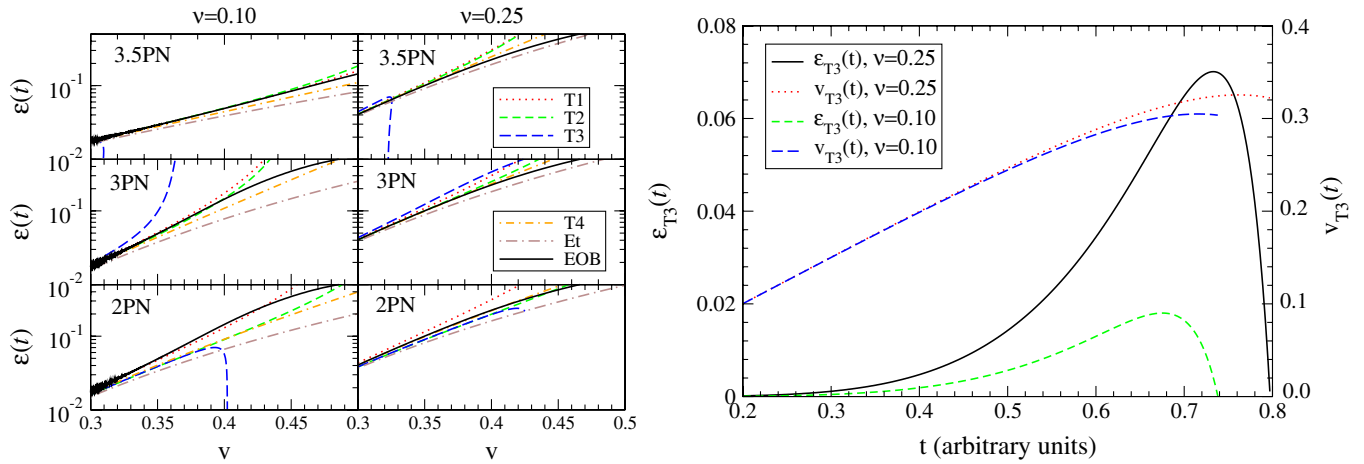 ν=0.10 ν=0.25
3.5PN 3.5PN
10⁻¹
ε(t)
T1
T2
T3
10⁻²
3PN 3PN
10⁻¹
ε(t)
T4
Et
EOB
10⁻²
2PN 2PN
10⁻¹
ε(t)
10⁻²
0.3 0.35 0.4 0.45 0.3 0.35 0.4 0.45 0.5
v v
0.08
0.06
0.04
0.02
0
ε_T3(t)
ε_T3(t), ν=0.25
v_T3(t), ν=0.25
ε_T3(t), ν=0.10
v_T3(t), ν=0.10
0.4
0.3
0.2
0.1
0.0
v_T3(t)
0.2 0.3 0.4 0.5 0.6 0.7 0.8
t (arbitrary units)